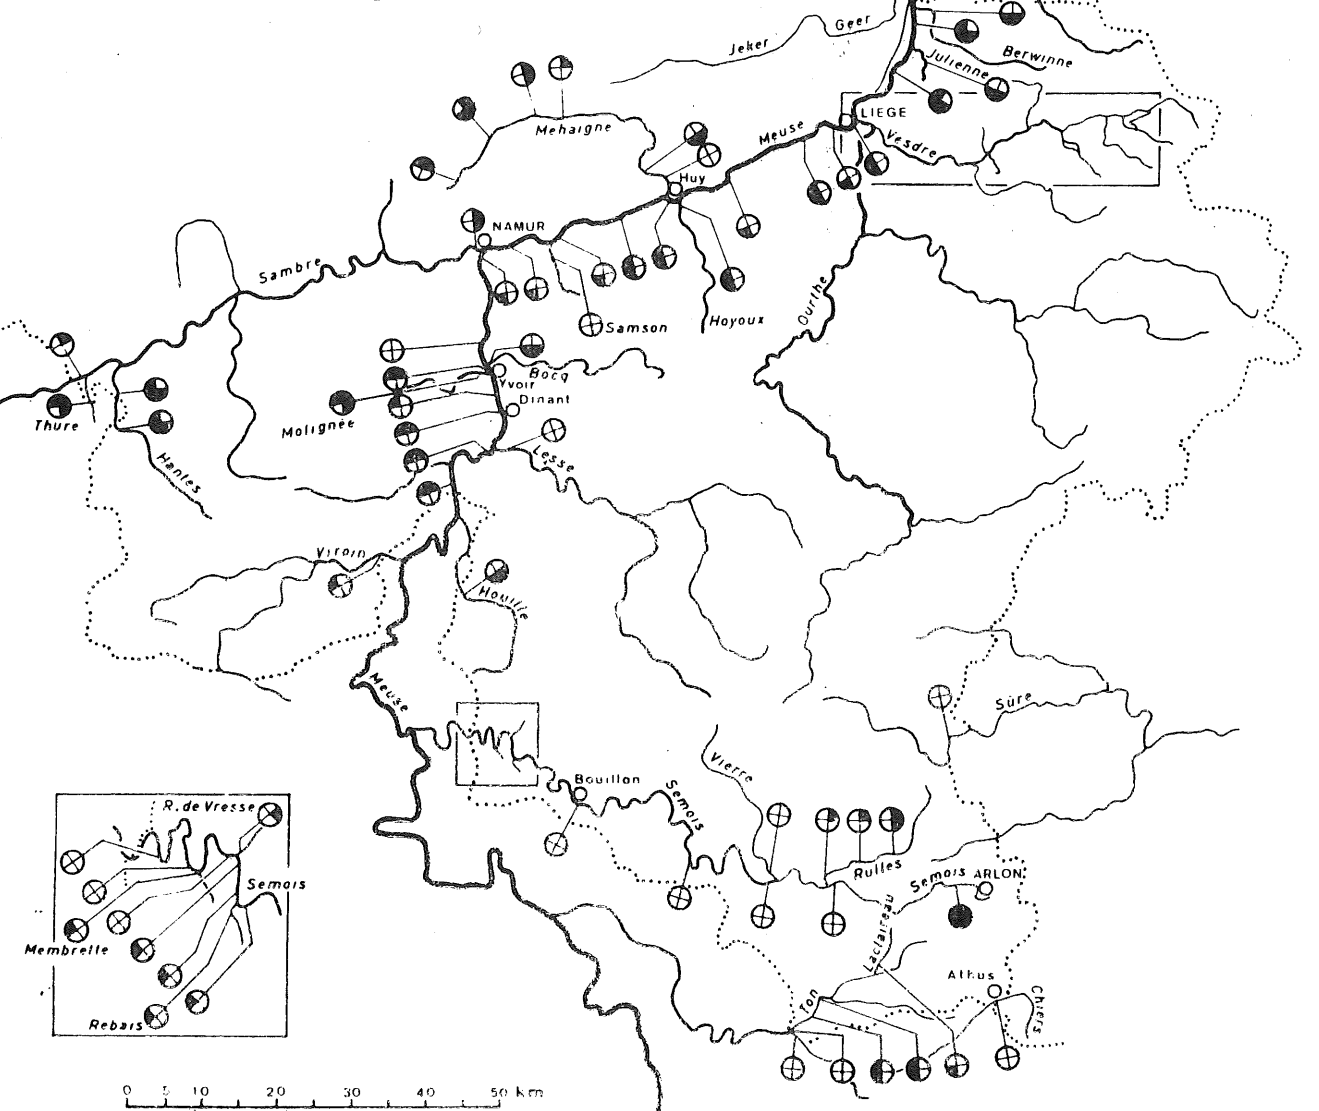 Geer
Jeker
Berwinne
Julienne
LIEGE
Mehaigne
Meuse
Vesdre
Huy
NAMUR
Sambre
Ourthe
Samson
Hoyoux
Bocq
Yvoir
Dinant
Thure
Molignée
Hantes
Lesse
Viroin
Houille
Meuse
Sûre
Vierre
Bouillon
Semois
R. de Vresse
Rulles
Semois
Semois ARLON
Membrette
Laclaireau
Athus
Ton
Chiers
Rebais
0 5 10 20 30 40 50 km